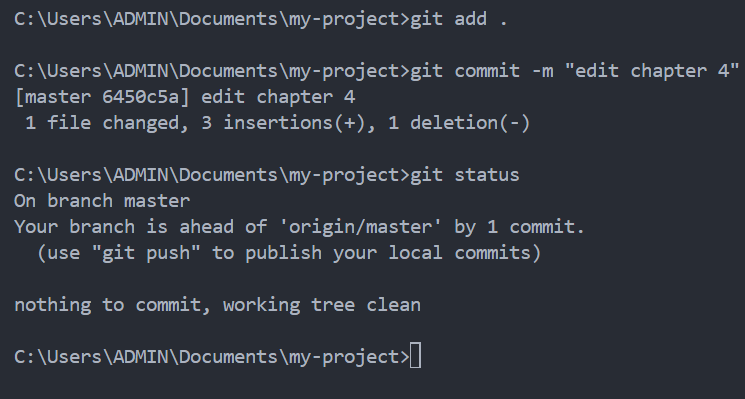 C:\Users\ADMIN\Documents\my-project>git add .
C:\Users\ADMIN\Documents\my-project>git commit -m "edit chapter 4"
[master 6450c5a] edit chapter 4
 1 file changed, 3 insertions(+), 1 deletion(-)
C:\Users\ADMIN\Documents\my-project>git status
On branch master
Your branch is ahead of 'origin/master' by 1 commit.
  (use "git push" to publish your local commits)
nothing to commit, working tree clean
C:\Users\ADMIN\Documents\my-project>